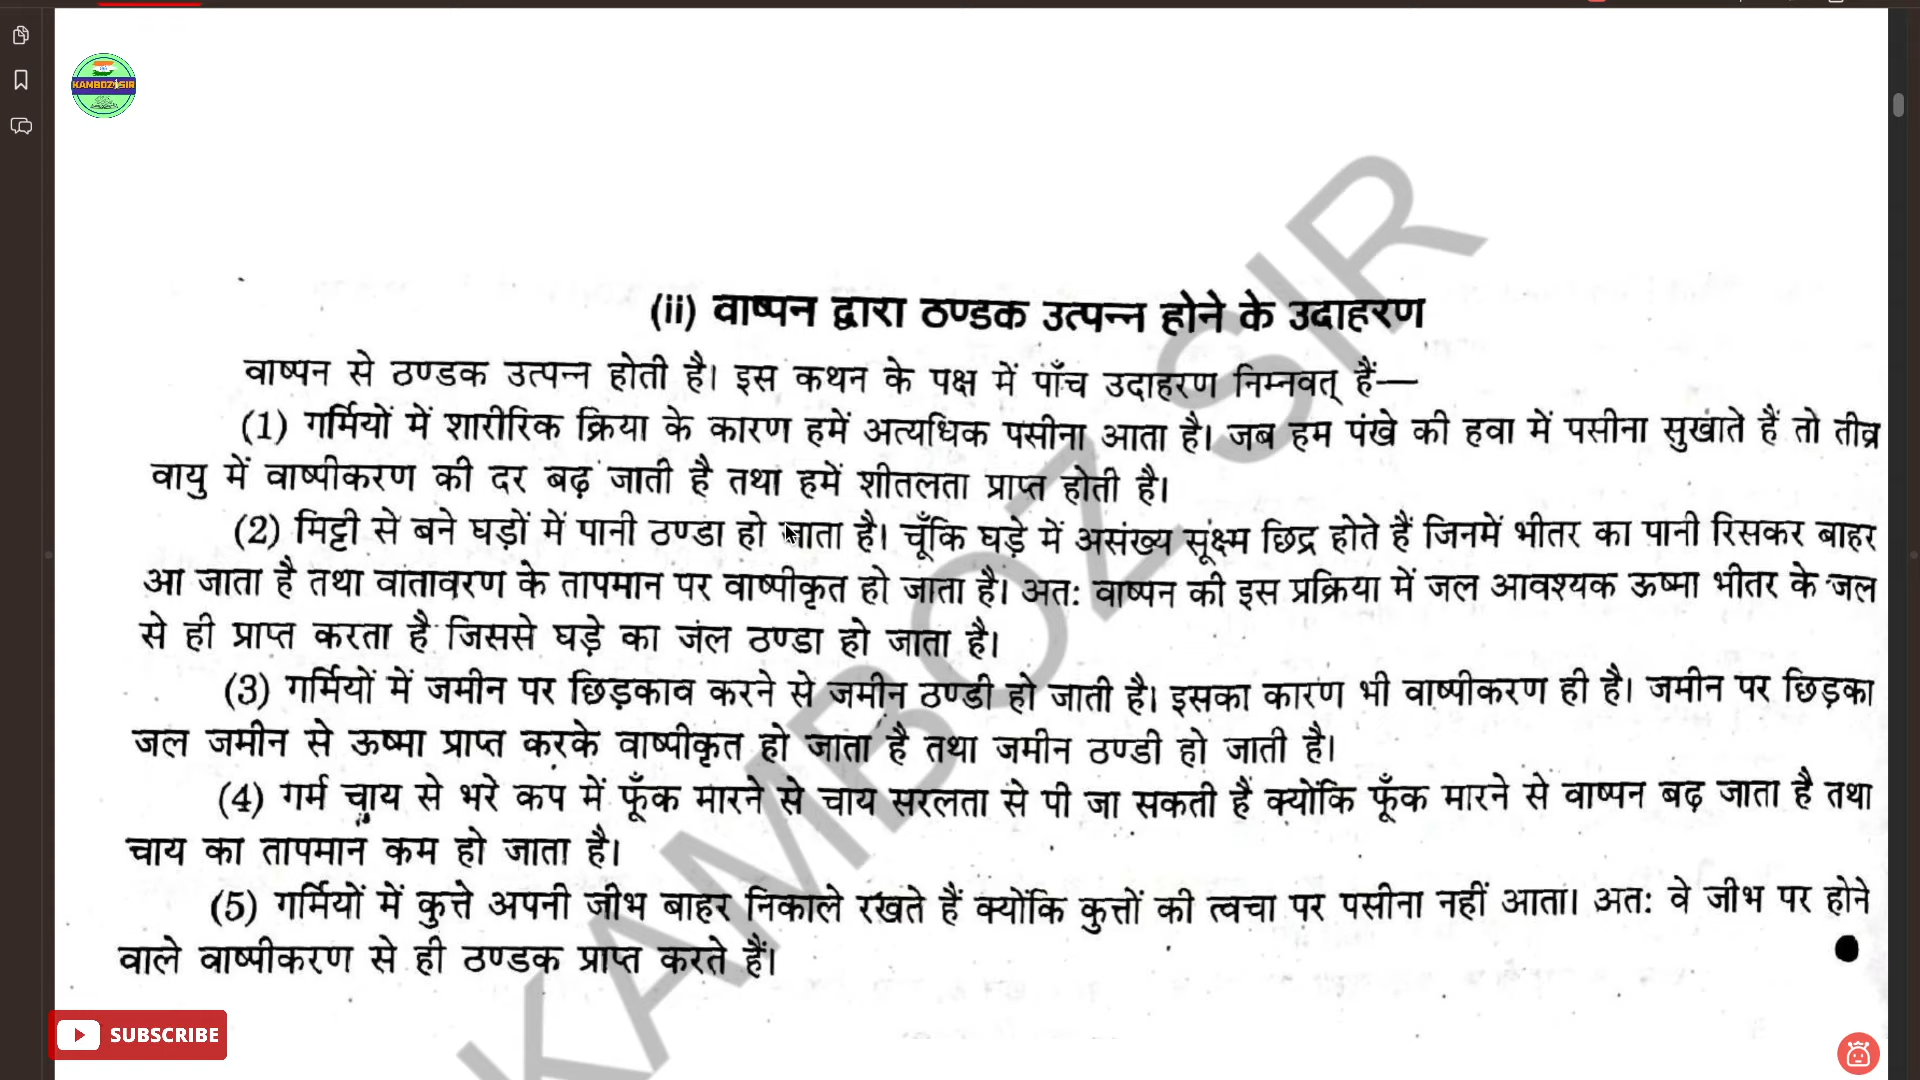 KAMBOZ SIR
(ii) वाष्पन द्वारा ठण्डक उत्पन्न होने के उदाहरण
वाष्पन से ठण्डक उत्पन्न होती है। इस कथन के पक्ष में पाँच उदाहरण निम्नवत् हैं—
(1) गर्मियों में शारीरिक क्रिया के कारण हमें अत्यधिक पसीना आता है। जब हम पंखे की हवा में पसीना सुखाते हैं तो तीव्र
वायु में वाष्पीकरण की दर बढ़ जाती है तथा हमें शीतलता प्राप्त होती है।
(2) मिट्टी से बने घड़ों में पानी ठण्डा हो जाता है। चूँकि घड़े में असंख्य सूक्ष्म छिद्र होते हैं जिनमें भीतर का पानी रिसकर बाहर
आ जाता है तथा वातावरण के तापमान पर वाष्पीकृत हो जाता है। अतः वाष्पन की इस प्रक्रिया में जल आवश्यक ऊष्मा भीतर के जल
से ही प्राप्त करता है जिससे घड़े का जल ठण्डा हो जाता है।
(3) गर्मियों में जमीन पर छिड़काव करने से जमीन ठण्डी हो जाती है। इसका कारण भी वाष्पीकरण ही है। जमीन पर छिड़का
जल जमीन से ऊष्मा प्राप्त करके वाष्पीकृत हो जाता है तथा जमीन ठण्डी हो जाती है।
(4) गर्म चाय से भरे कप में फूँक मारने से चाय सरलता से पी जा सकती है क्योंकि फूँक मारने से वाष्पन बढ़ जाता है तथा
चाय का तापमान कम हो जाता है।
(5) गर्मियों में कुत्ते अपनी जीभ बाहर निकाले रखते हैं क्योंकि कुत्तों की त्वचा पर पसीना नहीं आता। अतः वे जीभ पर होने
वाले वाष्पीकरण से ही ठण्डक प्राप्त करते हैं।
KAMBOZ SIR
SUBSCRIBE